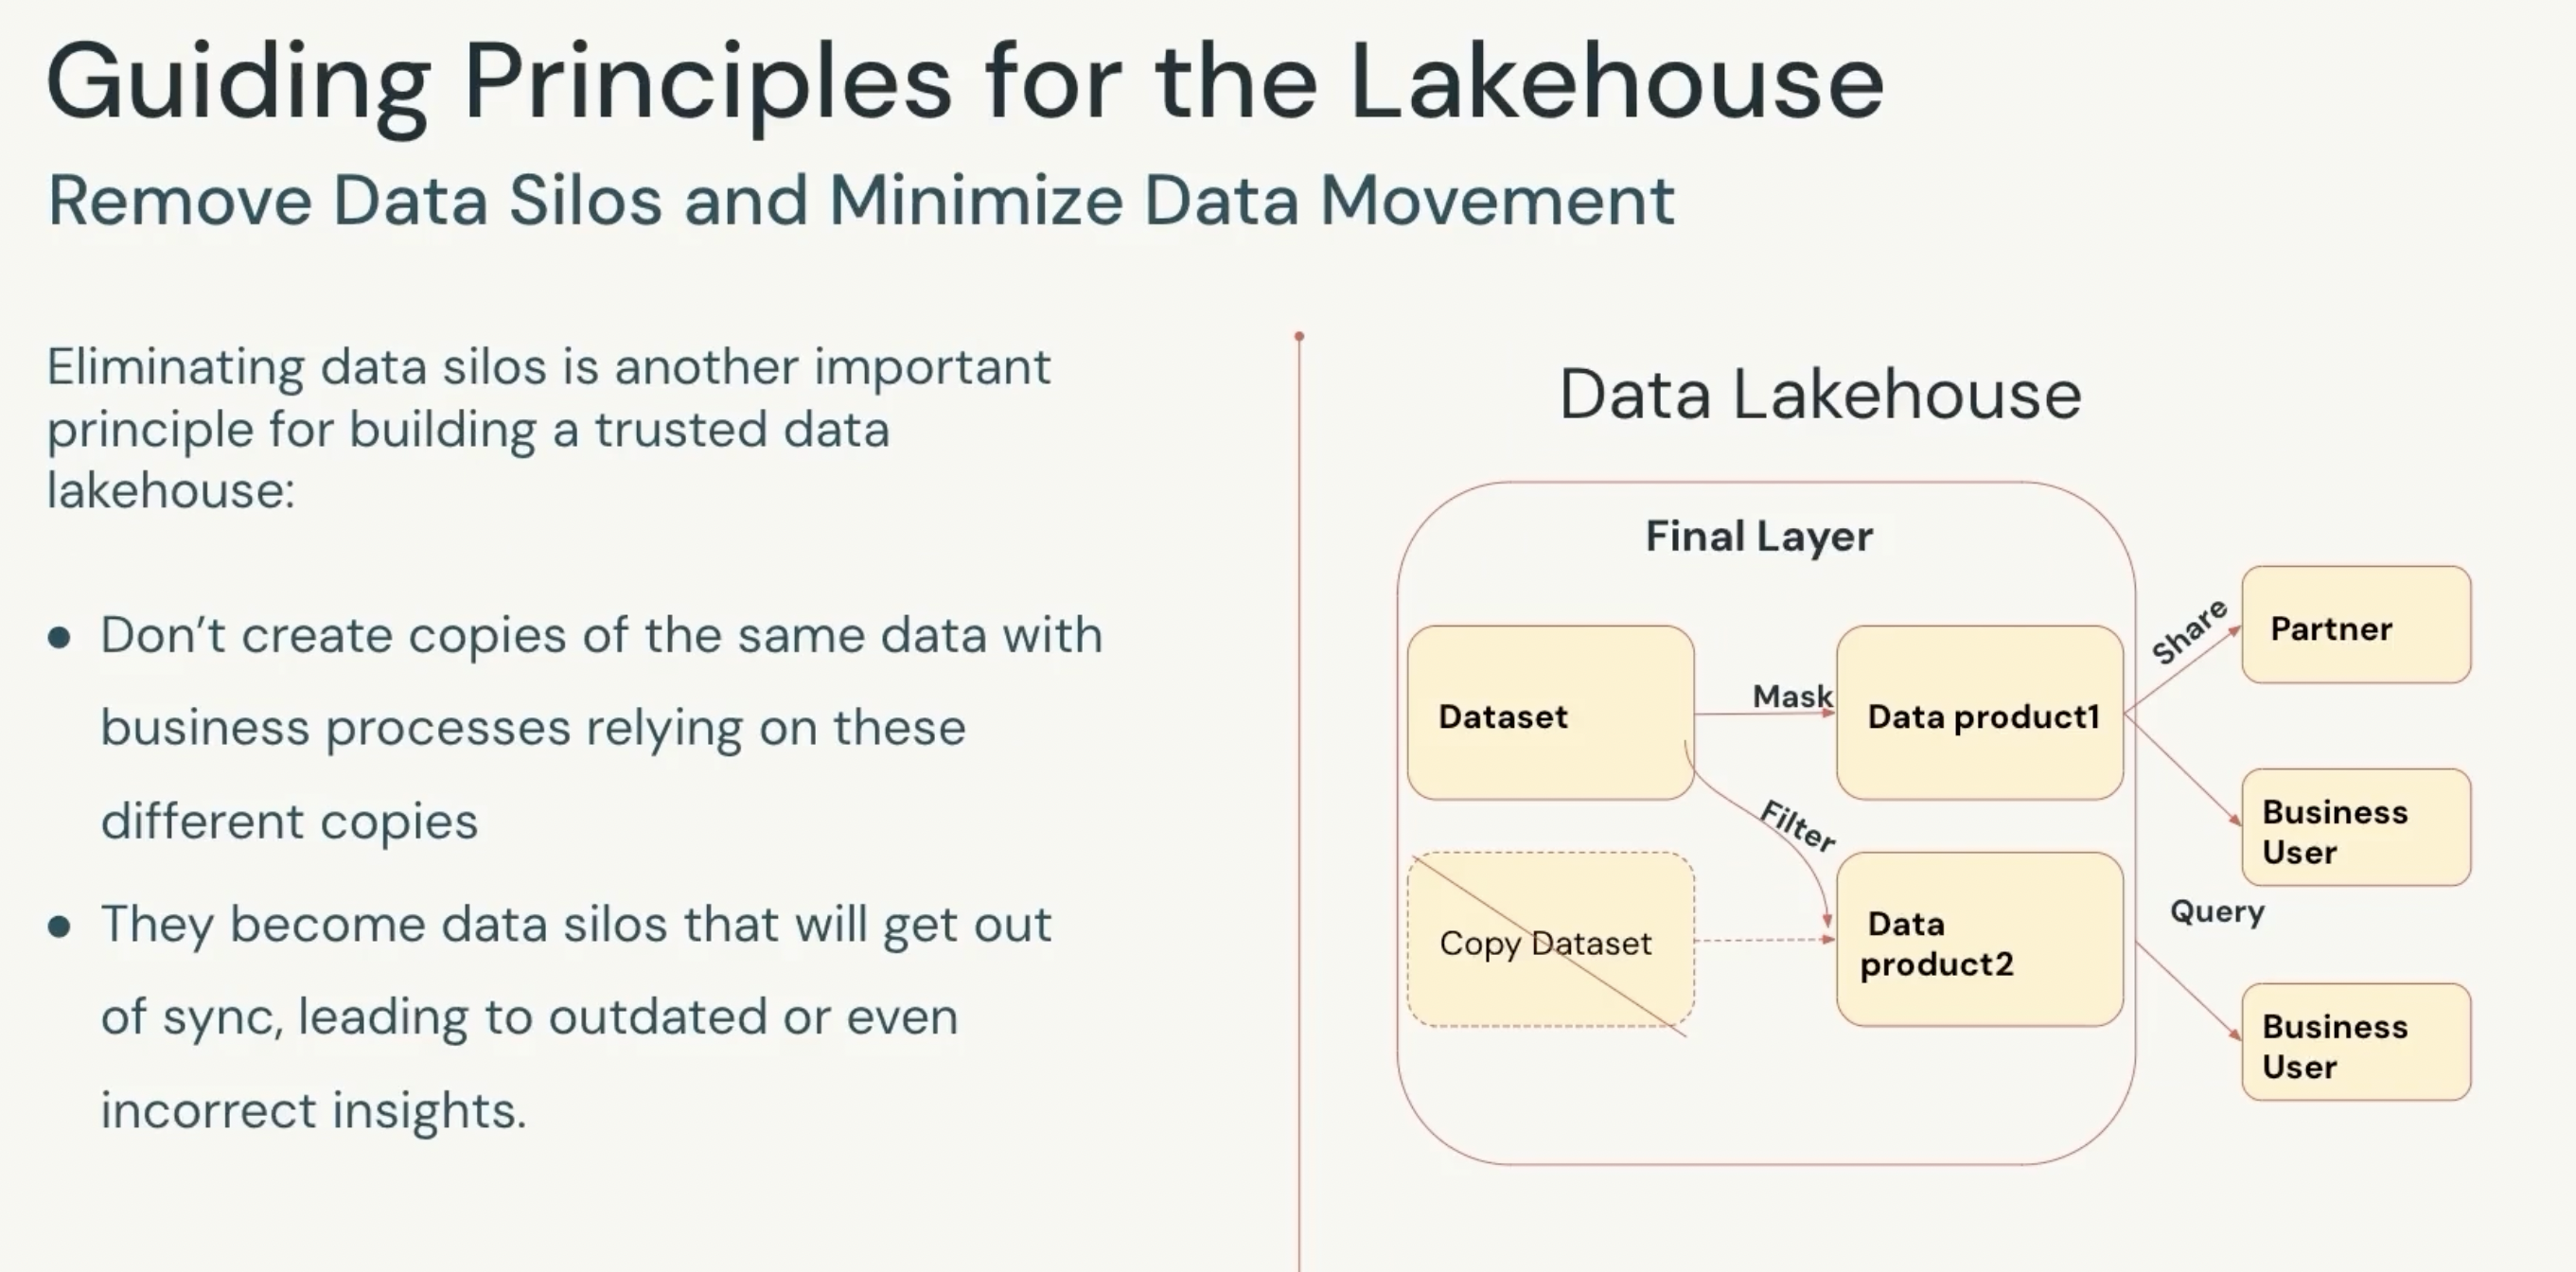 Guiding Principles for the Lakehouse
Remove Data Silos and Minimize Data Movement
Eliminating data silos is another important
principle for building a trusted data
lakehouse:
● Don’t create copies of the same data with
business processes relying on these
different copies
● They become data silos that will get out
of sync, leading to outdated or even
incorrect insights.
Data Lakehouse
Final Layer
Dataset
Mask
Data product1
Filter
Copy Dataset
Data
product2
Share
Partner
Business
User
Query
Business
User